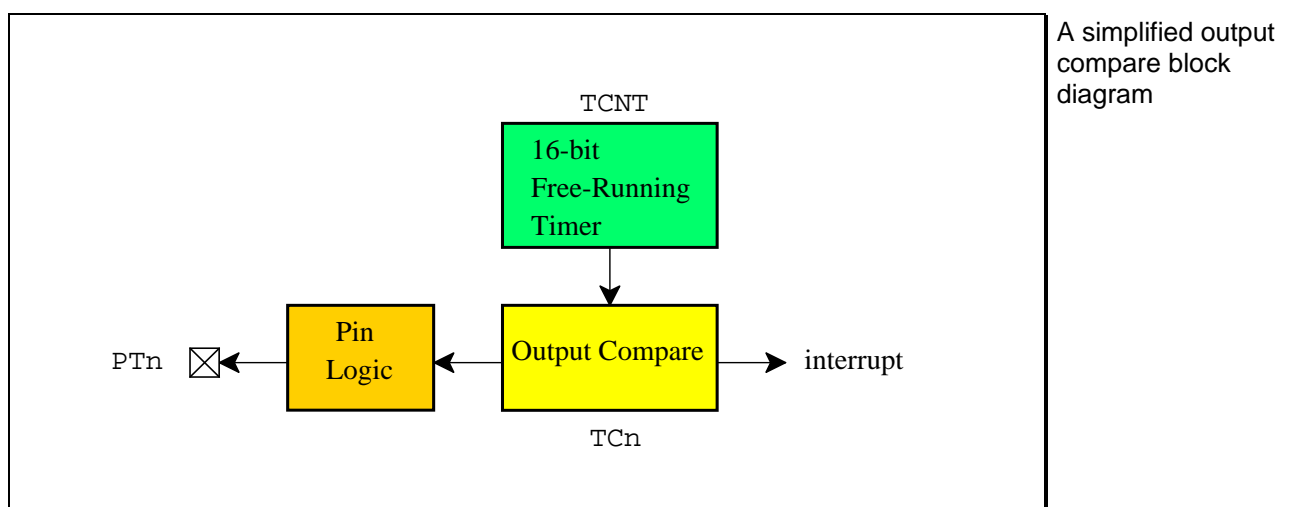 A simplified output
compare block
diagram
TCNT
16-bit
Free-Running
Timer
Pin
Logic
Output Compare
PTn
interrupt
TCn